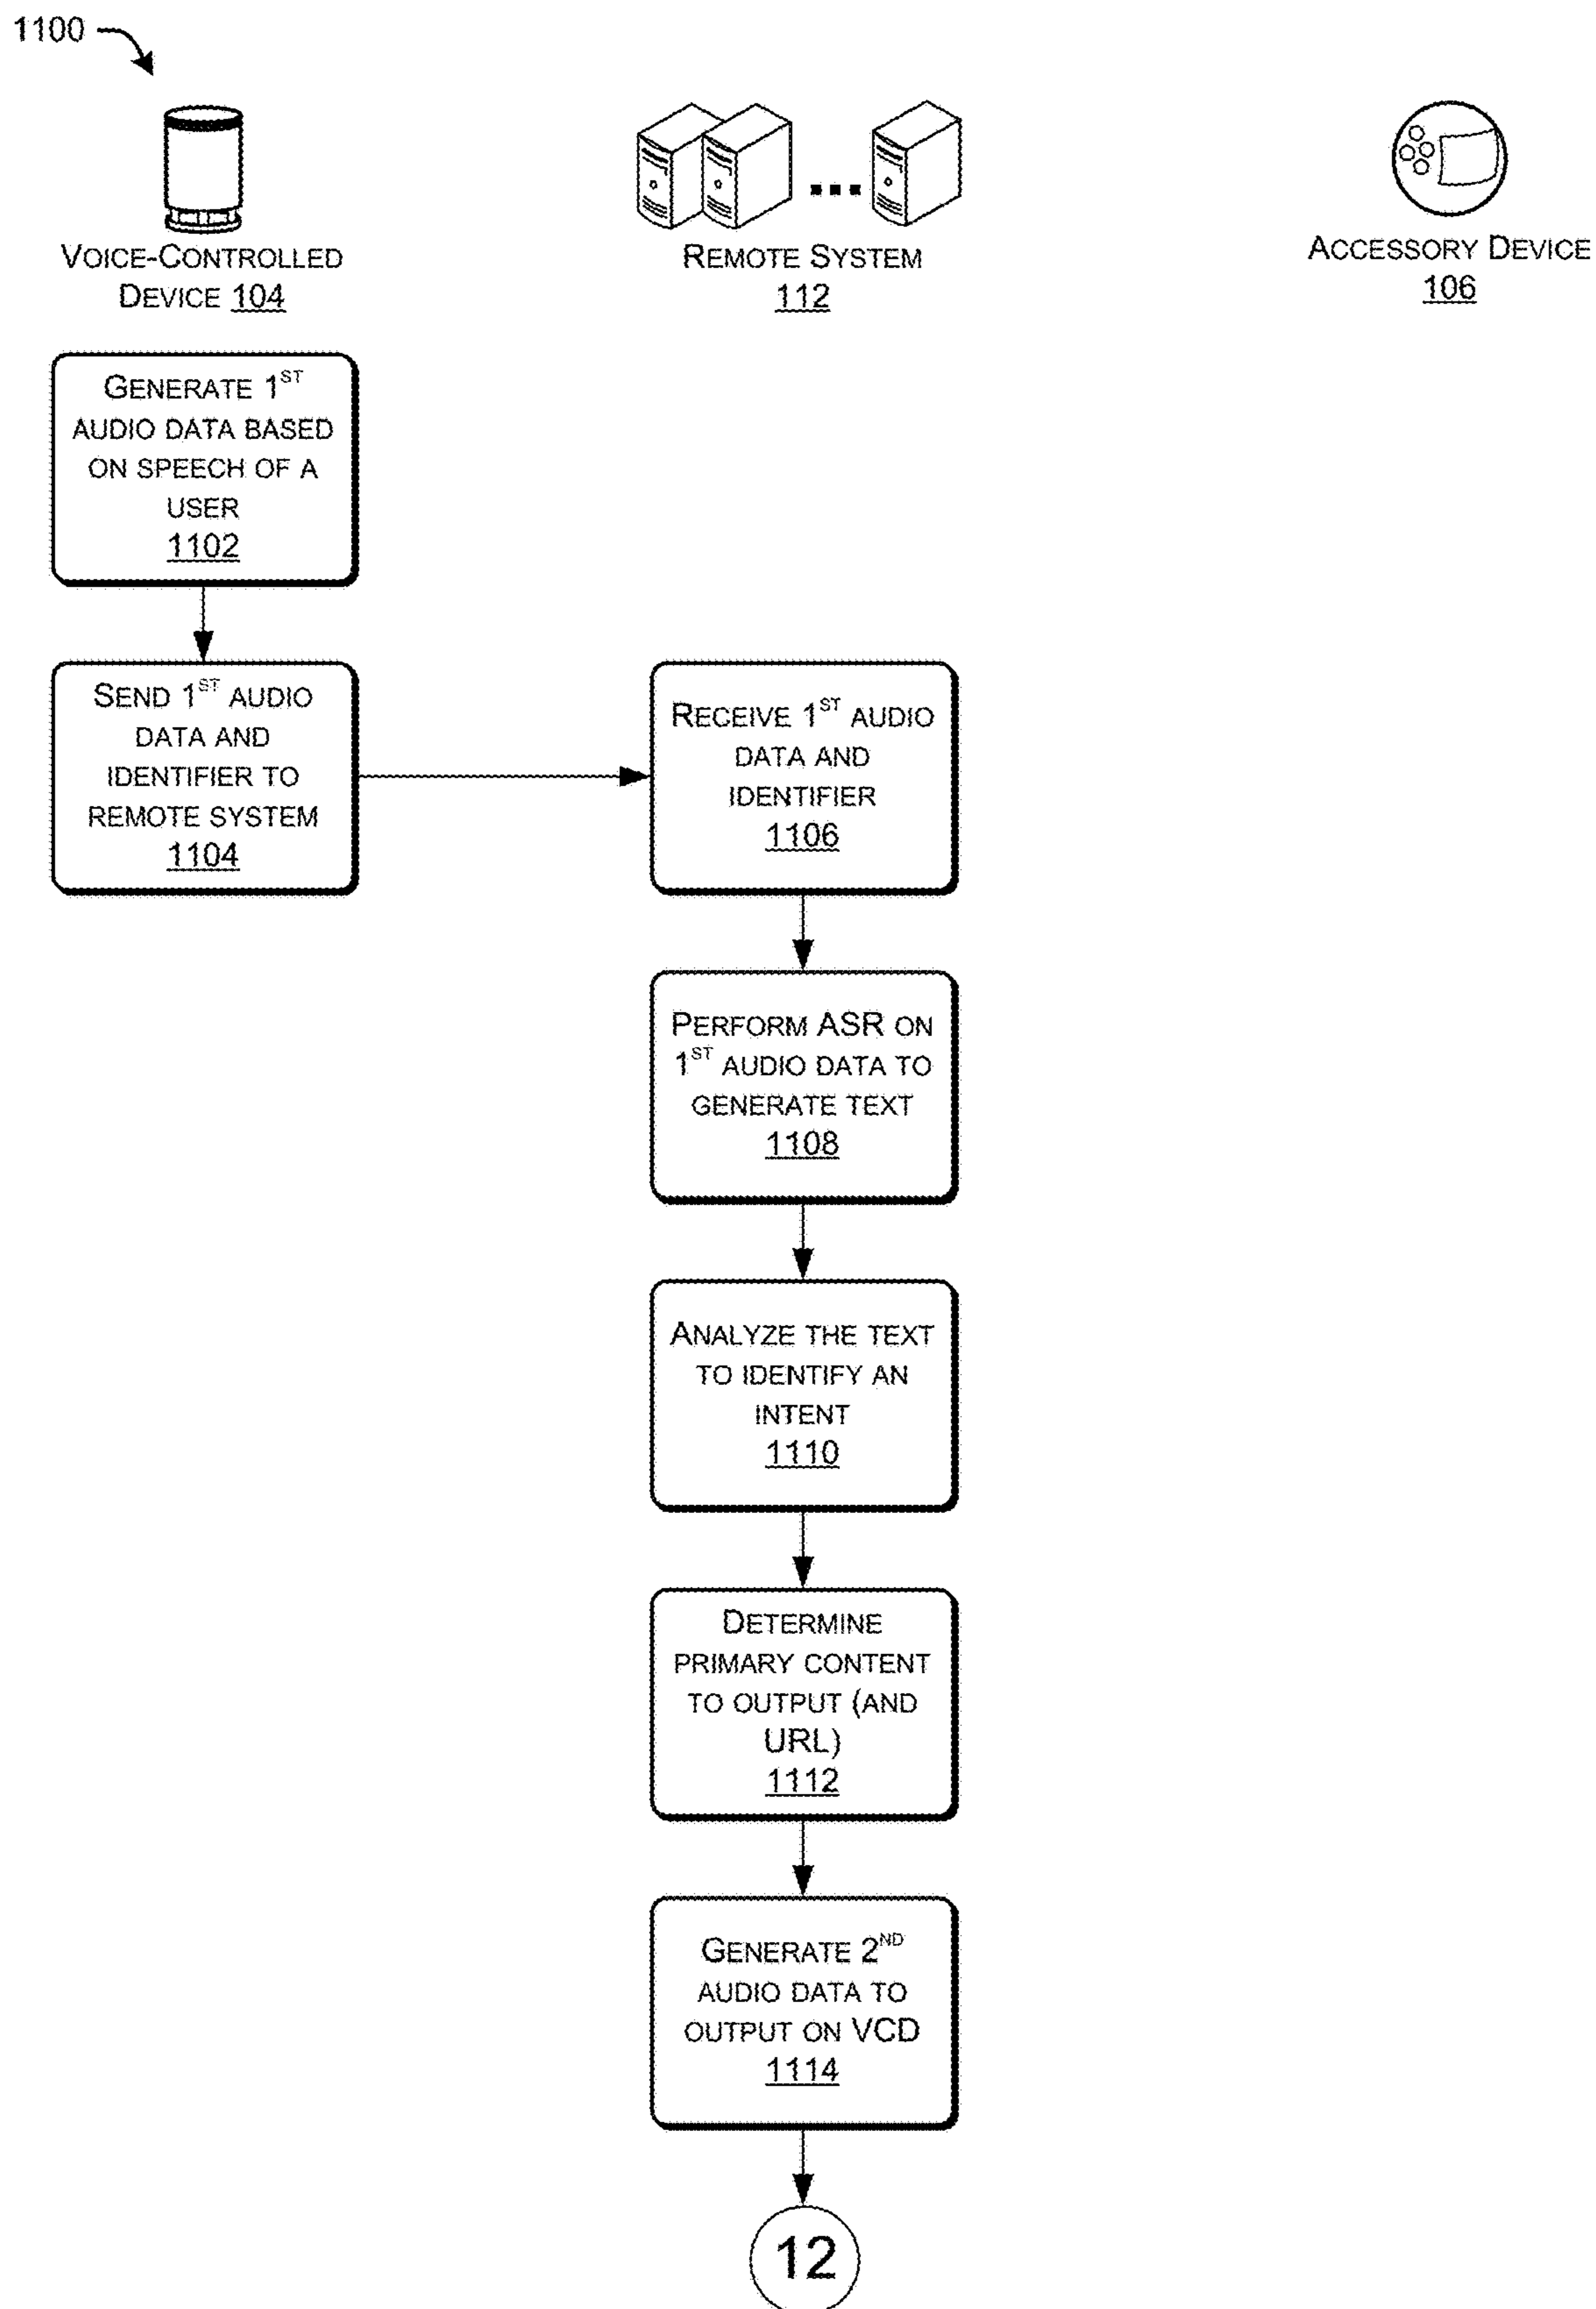 1100
VOICE-CONTROLLED
DEVICE 104
REMOTE SYSTEM
112
ACCESSORY DEVICE
106
GENERATE 1ST
AUDIO DATA BASED
ON SPEECH OF A
USER
1102
SEND 1ST AUDIO
DATA AND
IDENTIFIER TO
REMOTE SYSTEM
1104
RECEIVE 1ST AUDIO
DATA AND
IDENTIFIER
1106
PERFORM ASR ON
1ST AUDIO DATA TO
GENERATE TEXT
1108
ANALYZE THE TEXT
TO IDENTIFY AN
INTENT
1110
DETERMINE
PRIMARY CONTENT
TO OUTPUT (AND
URL)
1112
GENERATE 2ND
AUDIO DATA TO
OUTPUT ON VCD
1114
12